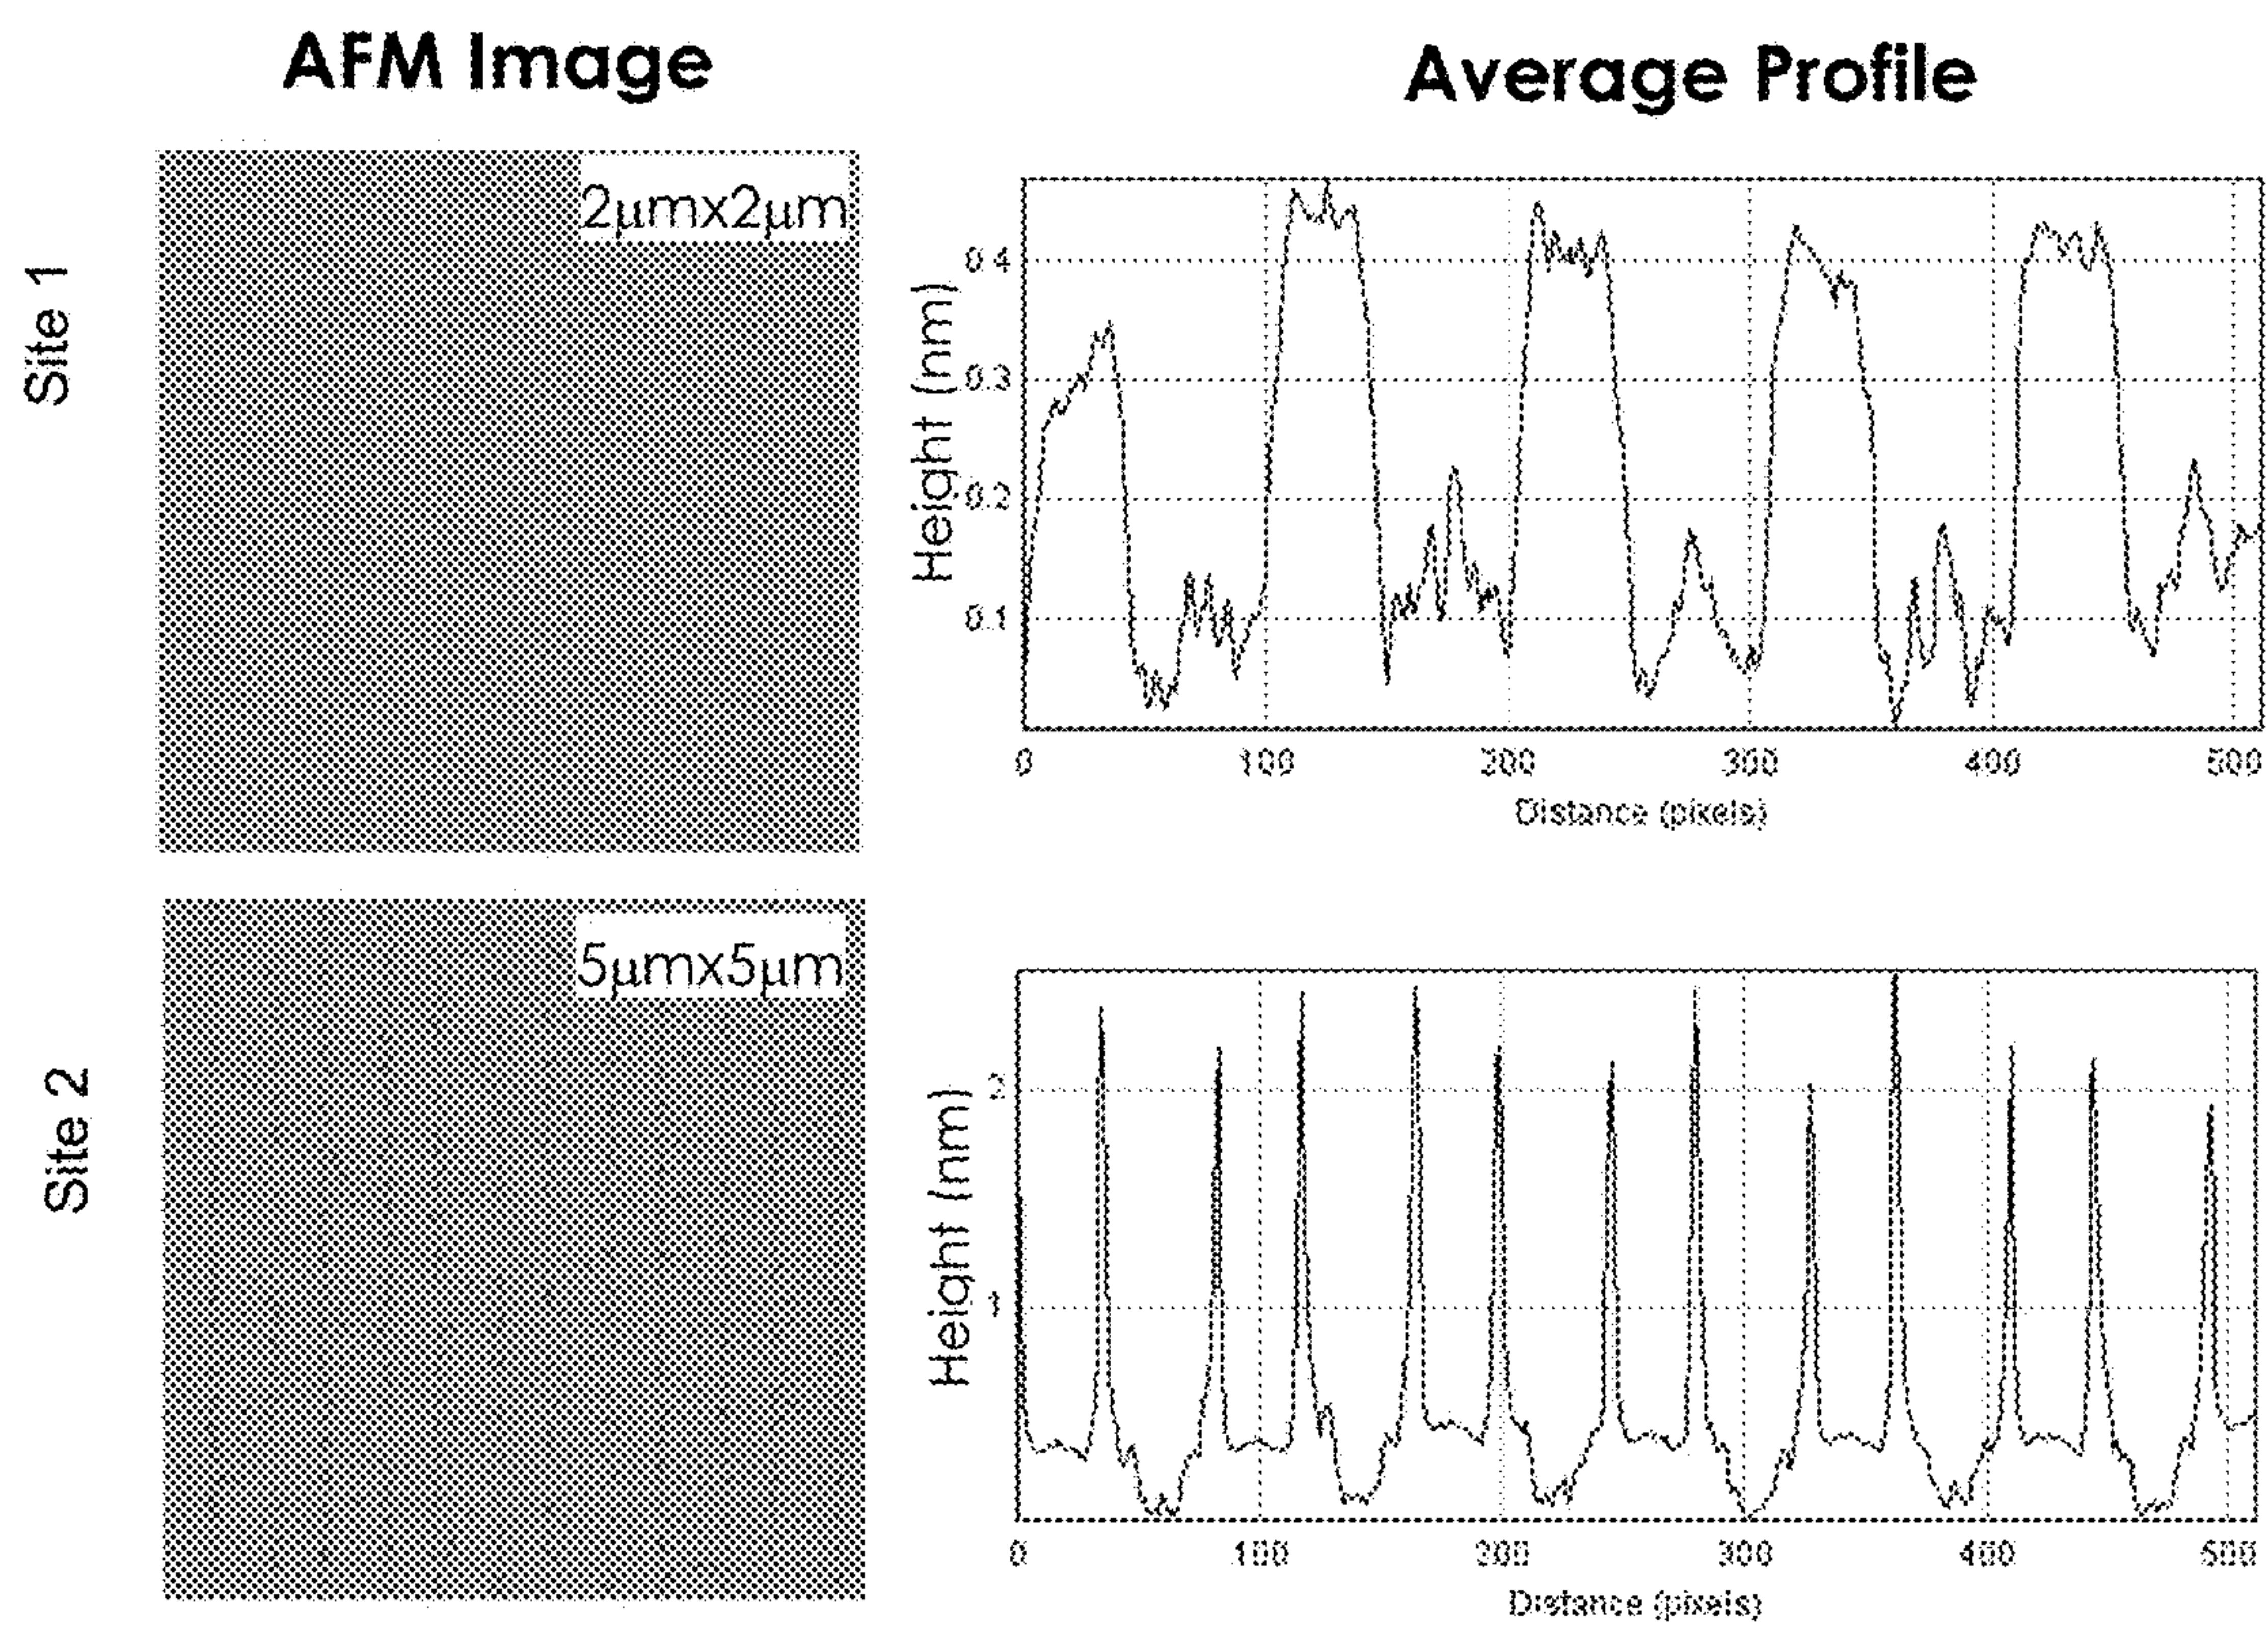 AFM Image
Average Profile
Site 1
2μmx2μm
Height (nm)
0.4
0.3
0.2
0.1
0 100 200 300 400 500
Distance (pixels)
Site 2
5μmx5μm
Height (nm)
2
1
0 100 200 300 400 500
Distance (pixels)